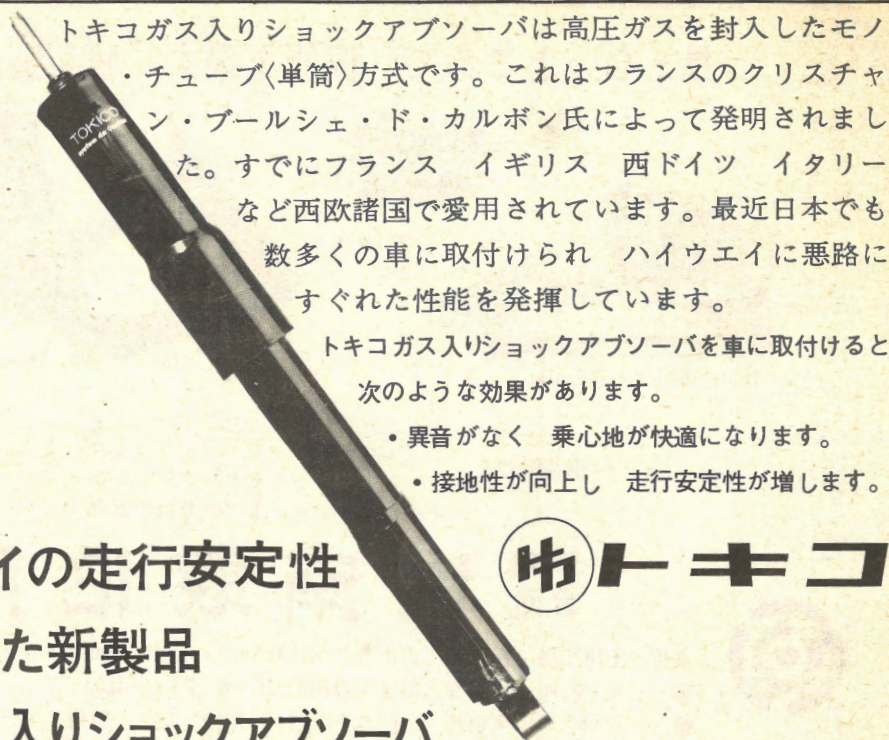 トキコガス入りショックアブソーバは高圧ガスを封入したモノ
・チューブ〈単筒〉方式です。これはフランスのクリスチャ
ン・ブールシェ・ド・カルボン氏によって発明されまし
た。すでにフランス　イギリス　西ドイツ　イタリー
など西欧諸国で愛用されています。最近日本でも
数多くの車に取付けられ　ハイウエイに悪路に
すぐれた性能を発揮しています。
トキコガス入りショックアブソーバを車に取付けると
次のような効果があります。
・異音がなく　乗心地が快適になります。
・接地性が向上し　走行安定性が増します。
TOKICO
トキコ
イの走行安定性
た新製品
入りショックアブソーバ